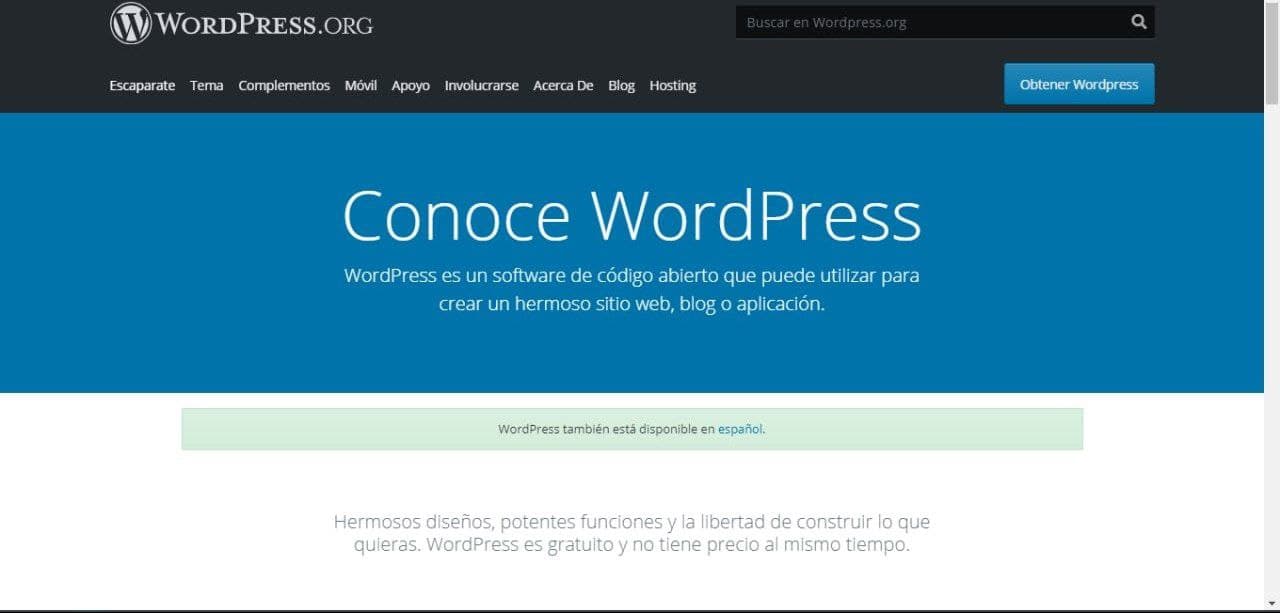 WORDPRESS.ORG
Buscar en Wordpress.org
Escaparate Tema Complementos Móvil Apoyo Involucrarse Acerca De Blog Hosting
Obtener Wordpress
Conoce WordPress
WordPress es un software de código abierto que puede utilizar para
crear un hermoso sitio web, blog o aplicación.
WordPress también está disponible en español.
Hermosos diseños, potentes funciones y la libertad de construir lo que
quieras. WordPress es gratuito y no tiene precio al mismo tiempo.